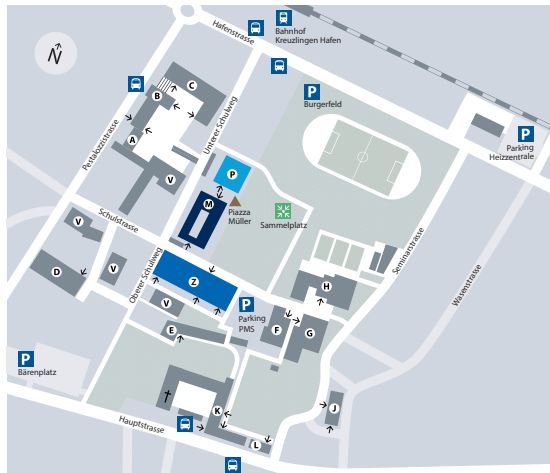 Hafenstrasse
Bahnhof
Kreuzlingen Hafen
N
P
Burgerfeld
C
B
A
V
Pestalozzistrasse
Unterer Schulweg
P
Parking
Heizzentrale
P
M
Piazza
Müller
Sammelplatz
Schulstrasse
V
V
D
Oberer Schulweg
Z
V
E
P
Parking
PMS
F
G
H
Seminarstrasse
Wasenstrasse
P
Bärenplatz
Hauptstrasse
K
L
J